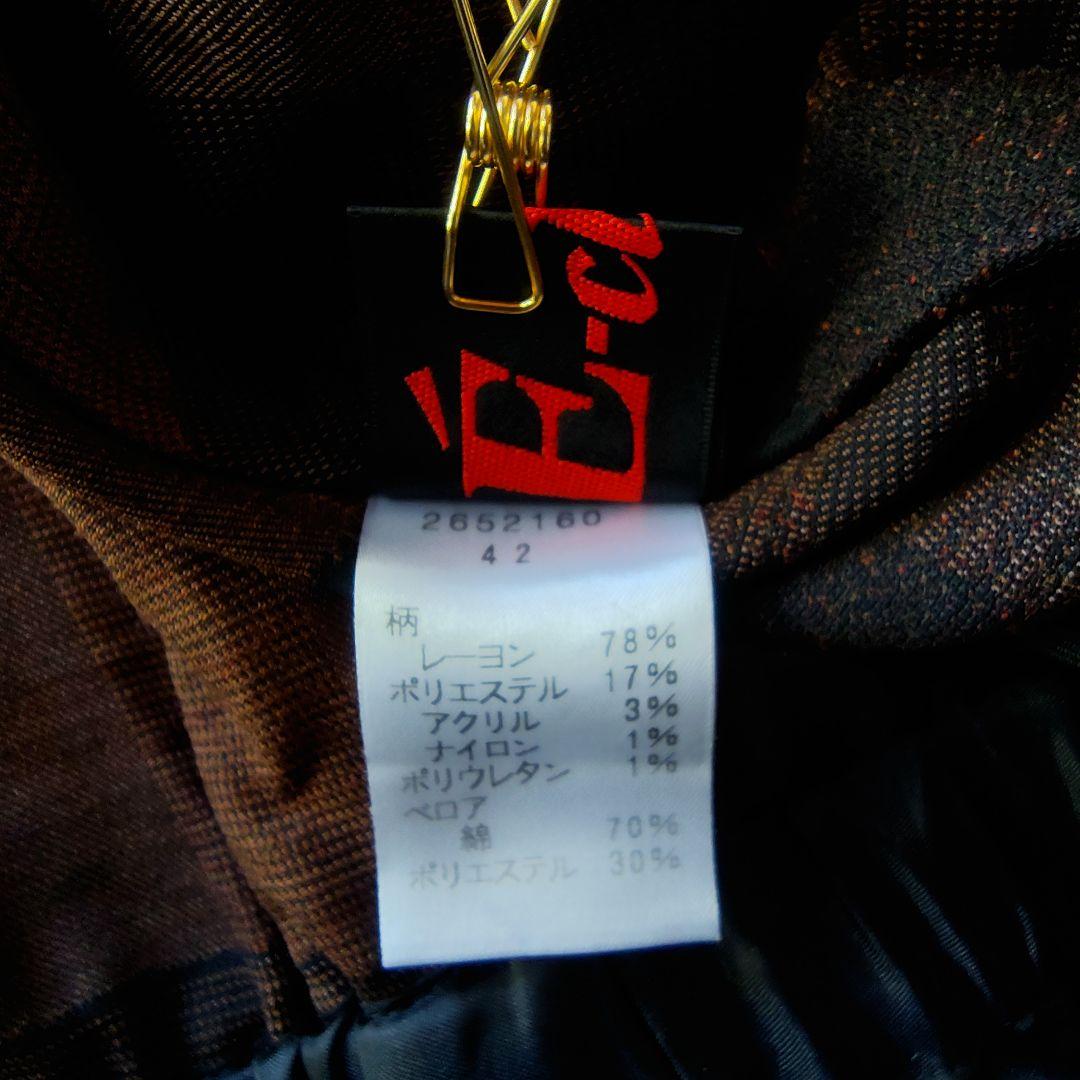 É-cl
2652160
42
柄
レーヨン 78%
ポリエステル 17%
アクリル 3%
ナイロン 1%
ポリウレタン 1%
ベロア
綿 70%
ポリエステル 30%